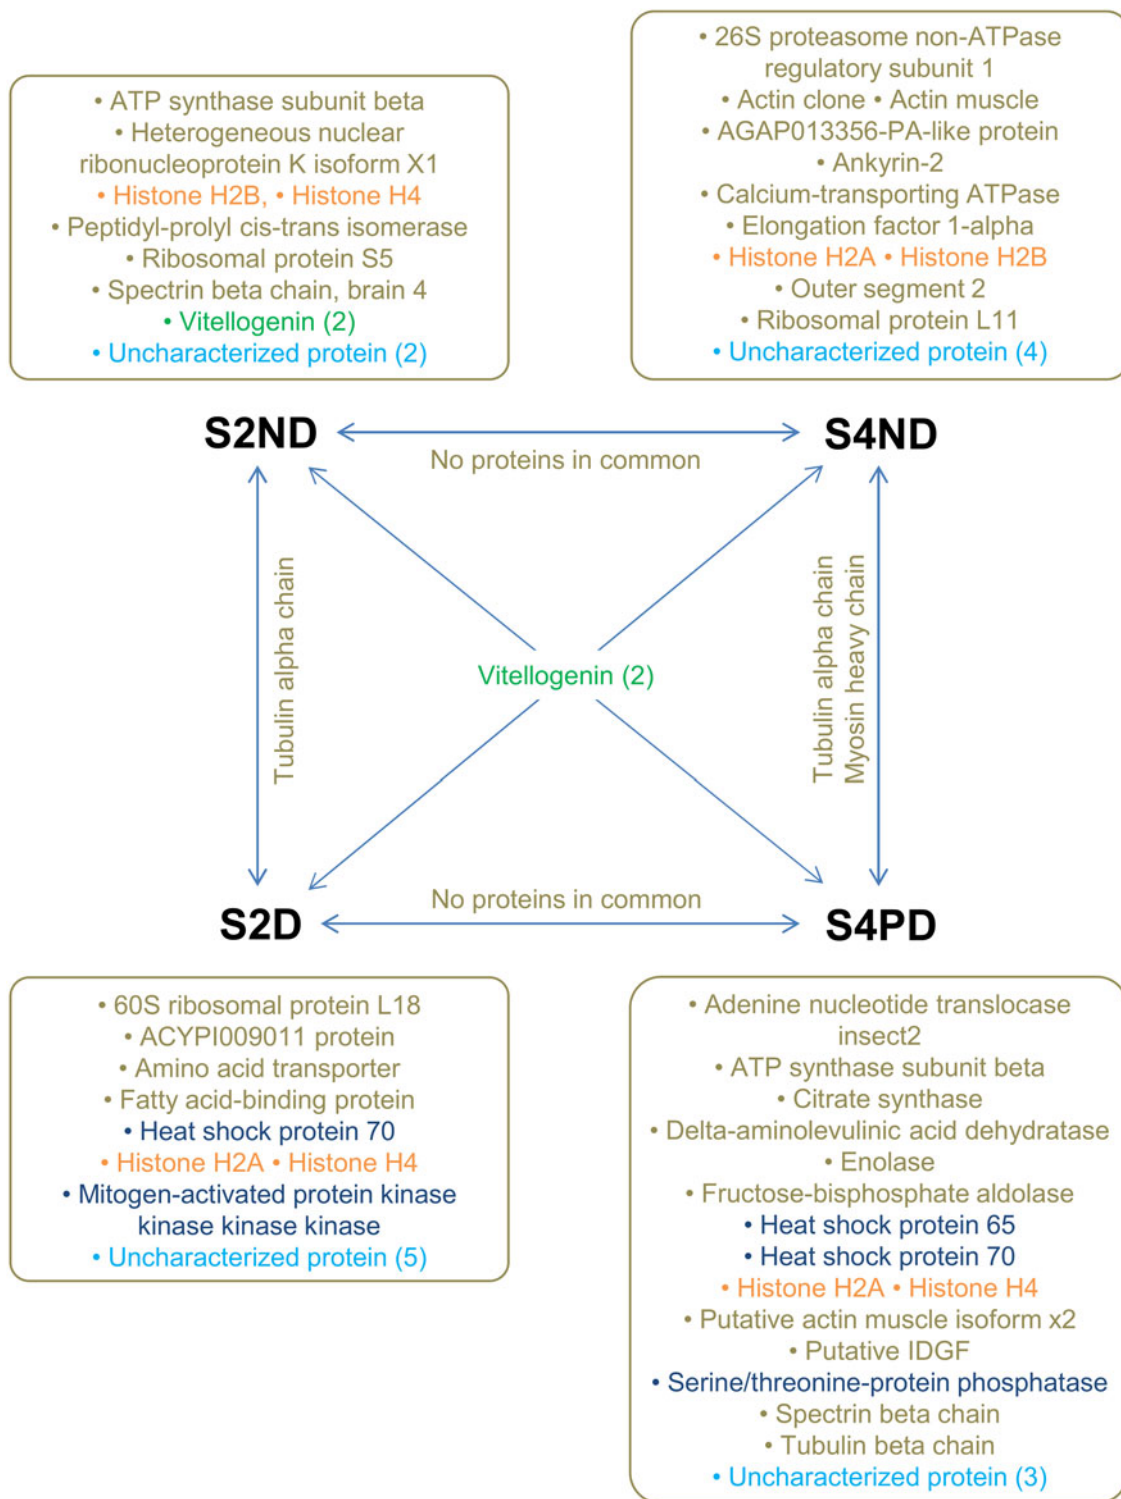 • ATP synthase subunit beta
• Heterogeneous nuclear
ribonucleoprotein K isoform X1
• Histone H2B, • Histone H4
• Peptidyl-prolyl cis-trans isomerase
• Ribosomal protein S5
• Spectrin beta chain, brain 4
• Vitellogenin (2)
• Uncharacterized protein (2)
• 26S proteasome non-ATPase
regulatory subunit 1
• Actin clone • Actin muscle
• AGAP013356-PA-like protein
• Ankyrin-2
• Calcium-transporting ATPase
• Elongation factor 1-alpha
• Histone H2A • Histone H2B
• Outer segment 2
• Ribosomal protein L11
• Uncharacterized protein (4)
S2ND
S4ND
No proteins in common
Tubulin alpha chain
Vitellogenin (2)
Tubulin alpha chain
Myosin heavy chain
No proteins in common
S2D
S4PD
• 60S ribosomal protein L18
• ACYPI009011 protein
• Amino acid transporter
• Fatty acid-binding protein
• Heat shock protein 70
• Histone H2A • Histone H4
• Mitogen-activated protein kinase
kinase kinase kinase
• Uncharacterized protein (5)
• Adenine nucleotide translocase
insect2
• ATP synthase subunit beta
• Citrate synthase
• Delta-aminolevulinic acid dehydratase
• Enolase
• Fructose-bisphosphate aldolase
• Heat shock protein 65
• Heat shock protein 70
• Histone H2A • Histone H4
• Putative actin muscle isoform x2
• Putative IDGF
• Serine/threonine-protein phosphatase
• Spectrin beta chain
• Tubulin beta chain
• Uncharacterized protein (3)